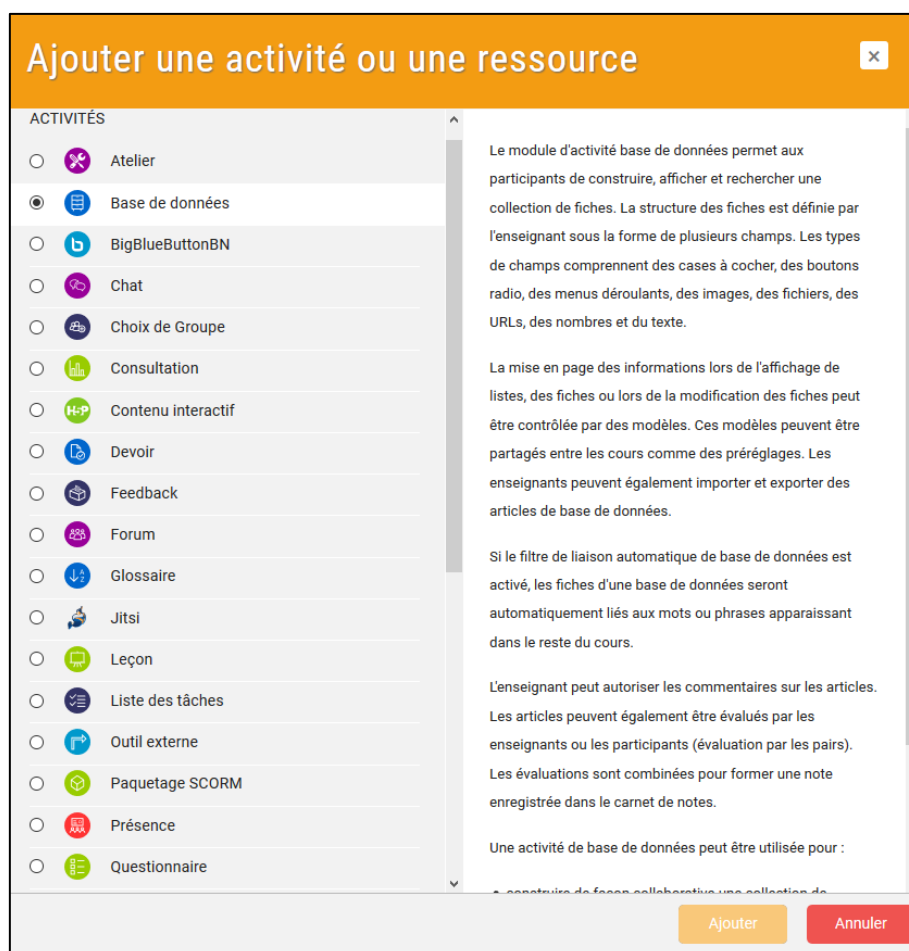 Ajouter une activité ou une ressource
×
ACTIVITÉS
Atelier
Base de données
BigBlueButtonBN
Chat
Choix de Groupe
Consultation
H-P
Contenu interactif
Devoir
Feedback
Forum
Glossaire
Jitsi
Leçon
Liste des tâches
Outil externe
Paquetage SCORM
Présence
Questionnaire
Le module d'activité base de données permet aux
participants de construire, afficher et rechercher une
collection de fiches. La structure des fiches est définie par
l'enseignant sous la forme de plusieurs champs. Les types
de champs comprennent des cases à cocher, des boutons
radio, des menus déroulants, des images, des fichiers, des
URLs, des nombres et du texte.
La mise en page des informations lors de l'affichage de
listes, des fiches ou lors de la modification des fiches peut
être contrôlée par des modèles. Ces modèles peuvent être
partagés entre les cours comme des préréglages. Les
enseignants peuvent également importer et exporter des
articles de base de données.
Si le filtre de liaison automatique de base de données est
activé, les fiches d'une base de données seront
automatiquement liés aux mots ou phrases apparaissant
dans le reste du cours.
L'enseignant peut autoriser les commentaires sur les articles.
Les articles peuvent également être évalués par les
enseignants ou les participants (évaluation par les pairs).
Les évaluations sont combinées pour former une note
enregistrée dans le carnet de notes.
Une activité de base de données peut être utilisée pour :
• construire de façon collaborative une collection de
Ajouter
Annuler